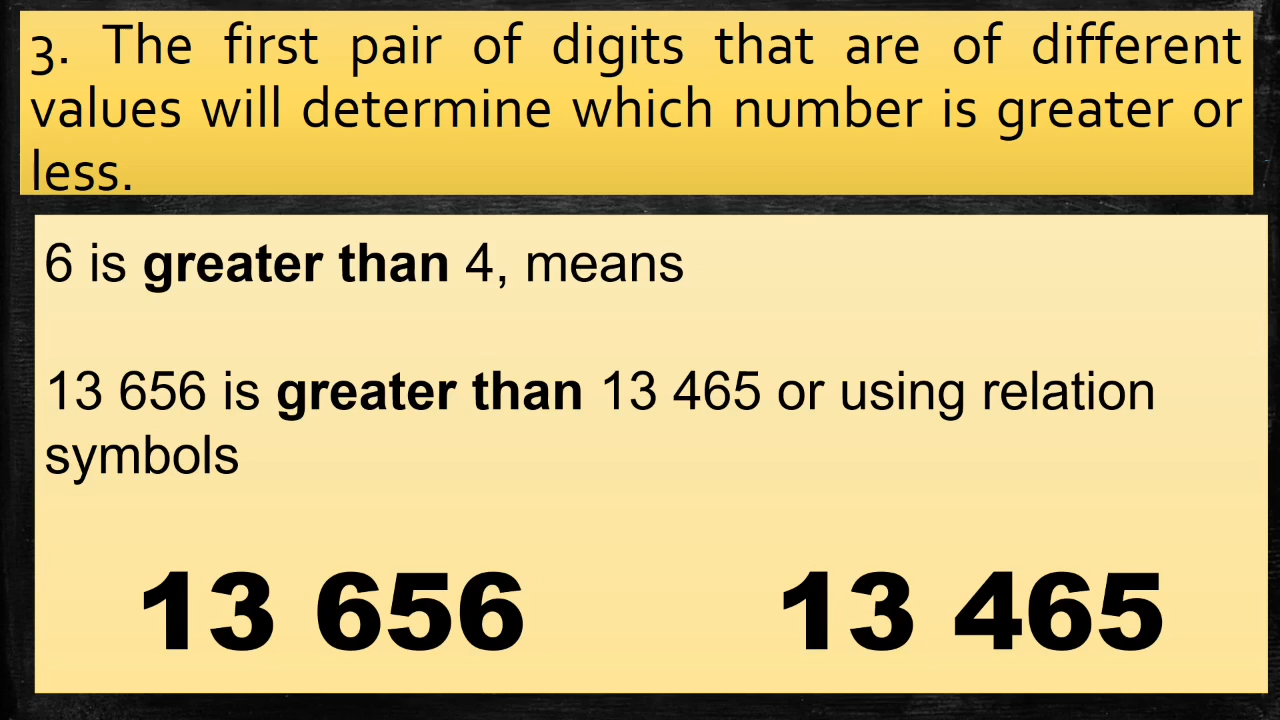 3. The first pair of digits that are of different
values will determine which number is greater or
less.
6 is greater than 4, means
13 656 is greater than 13 465 or using relation
symbols
13 656 13 465